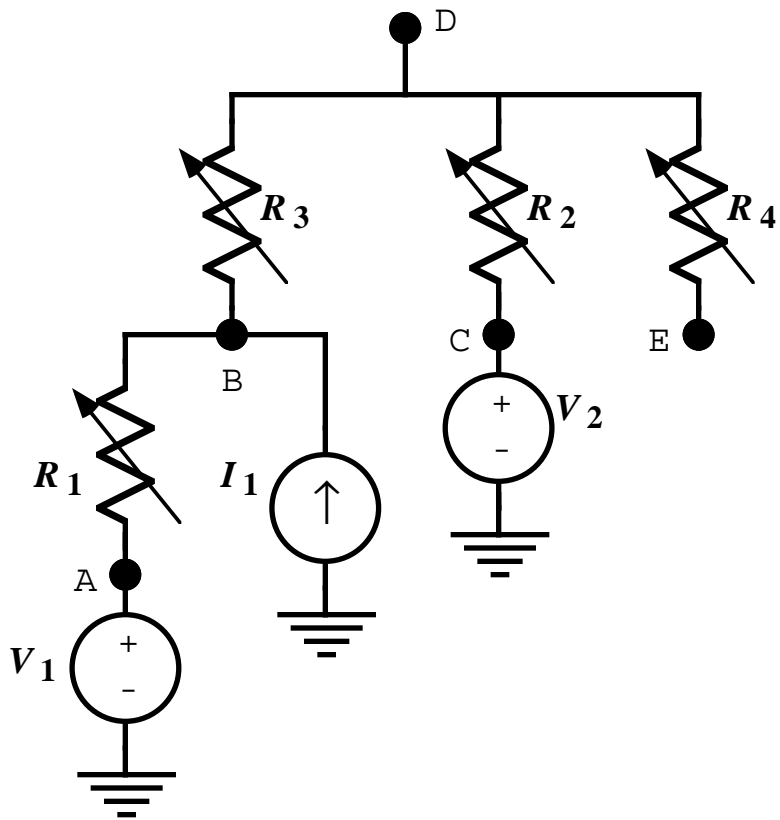 D
R3 R2 R4
B C E
+ V2
-
R1 I1 ↑
A
+
V1 -